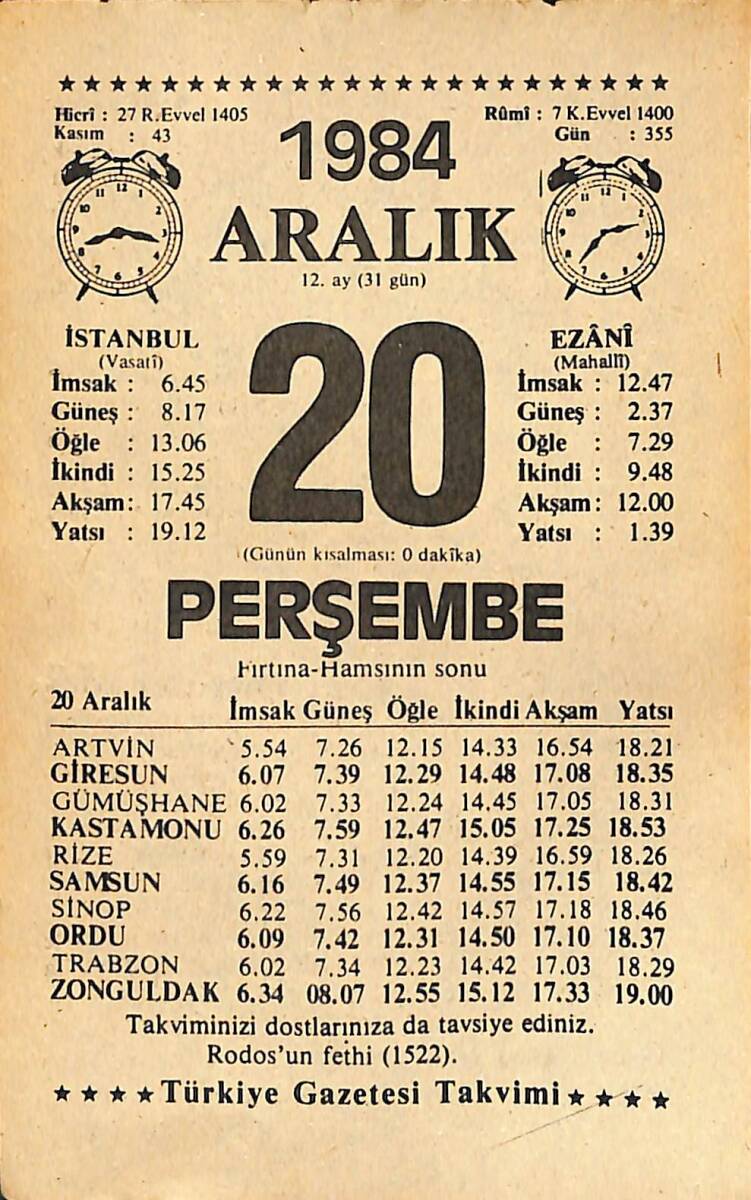 ★★★★★★★★★★★★★★★★★★★★★★★★
Hicrî : 27 R.Evvel 1405
Kasım : 43
Rûmî : 7 K.Evvel 1400
Gün : 355
1984
ARALIK
12. ay (31 gün)
İSTANBUL
(Vasatî)
İmsak : 6.45
Güneş : 8.17
Öğle : 13.06
İkindi : 15.25
Akşam: 17.45
Yatsı : 19.12
20
EZÂNÎ
(Mahallî)
İmsak : 12.47
Güneş : 2.37
Öğle : 7.29
İkindi : 9.48
Akşam: 12.00
Yatsı : 1.39
(Günün kısalması: 0 dakîka)
PERŞEMBE
Fırtına-Hamsının sonu
20 Aralık İmsak Güneş Öğle İkindi Akşam Yatsı
ARTVİN 5.54 7.26 12.15 14.33 16.54 18.21
GİRESUN 6.07 7.39 12.29 14.48 17.08 18.35
GÜMÜŞHANE 6.02 7.33 12.24 14.45 17.05 18.31
KASTAMONU 6.26 7.59 12.47 15.05 17.25 18.53
RİZE 5.59 7.31 12.20 14.39 16.59 18.26
SAMSUN 6.16 7.49 12.37 14.55 17.15 18.42
SİNOP 6.22 7.56 12.42 14.57 17.18 18.46
ORDU 6.09 7.42 12.31 14.50 17.10 18.37
TRABZON 6.02 7.34 12.23 14.42 17.03 18.29
ZONGULDAK 6.34 08.07 12.55 15.12 17.33 19.00
Takviminizi dostlarınıza da tavsiye ediniz.
Rodos'un fethi (1522).
★★★★Türkiye Gazetesi Takvimi★★★★